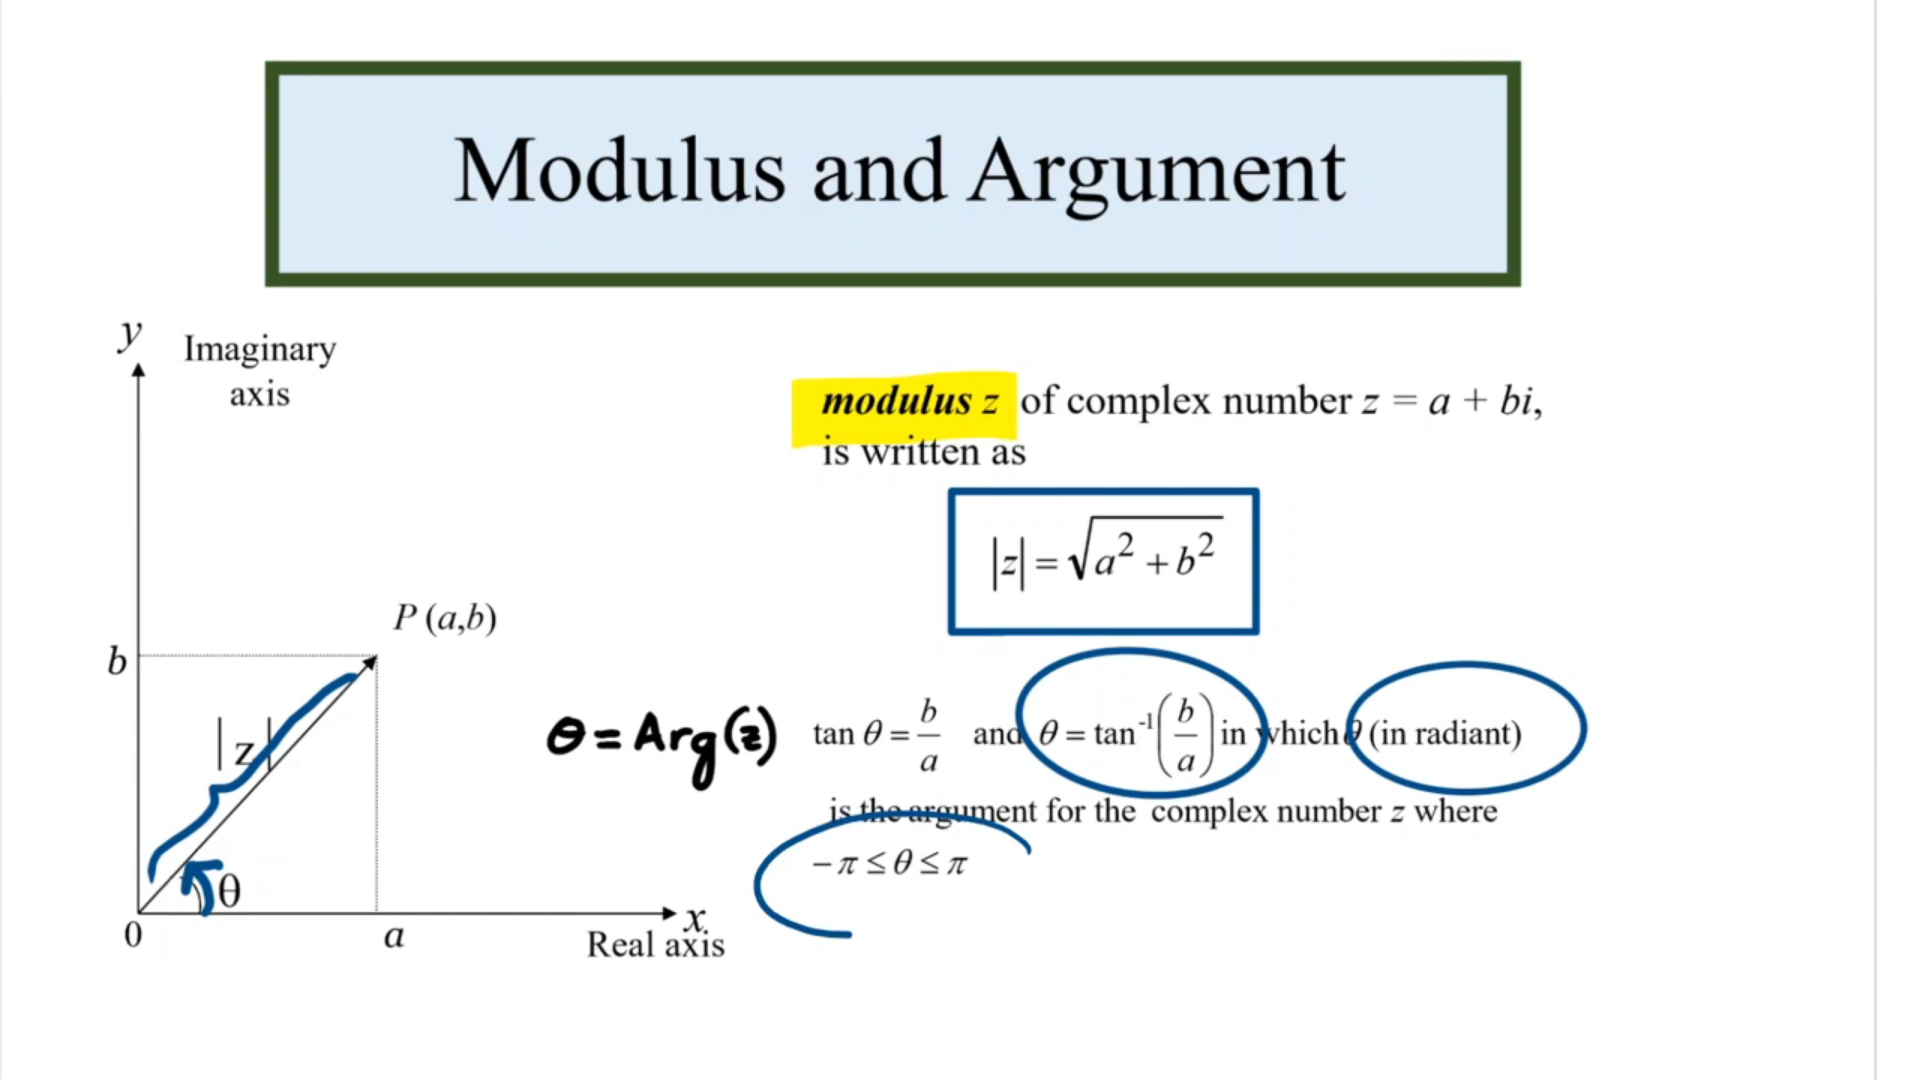 Modulus and Argument
y
Imaginary
axis
modulus z of complex number z = a + bi,
is written as
|z| = √(a² + b²)
P (a,b)
b
|z|
θ = Arg(z)
tan θ = b/a and θ = tan⁻¹(b/a) in which θ (in radiant)
is the argument for the complex number z where
−π ≤ θ ≤ π
θ
0
a
x
Real axis